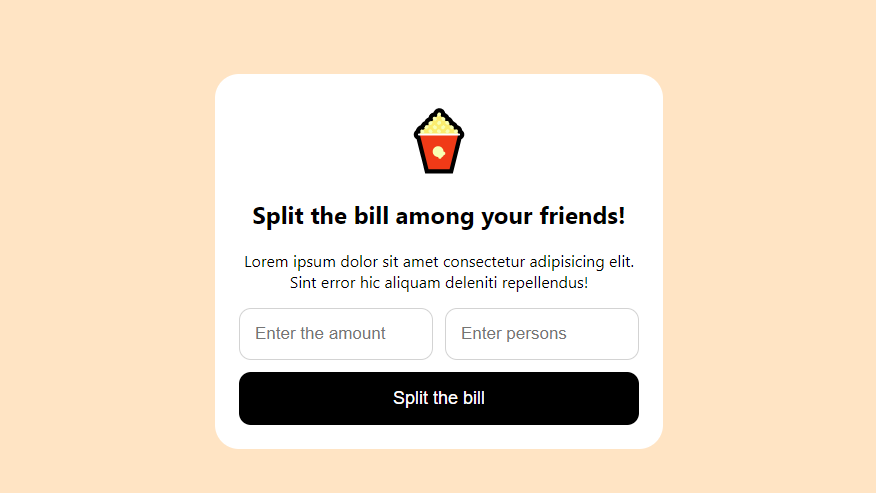 Split the bill among your friends!
Lorem ipsum dolor sit amet consectetur adipisicing elit.
Sint error hic aliquam deleniti repellendus!
Enter the amount
Enter persons
Split the bill